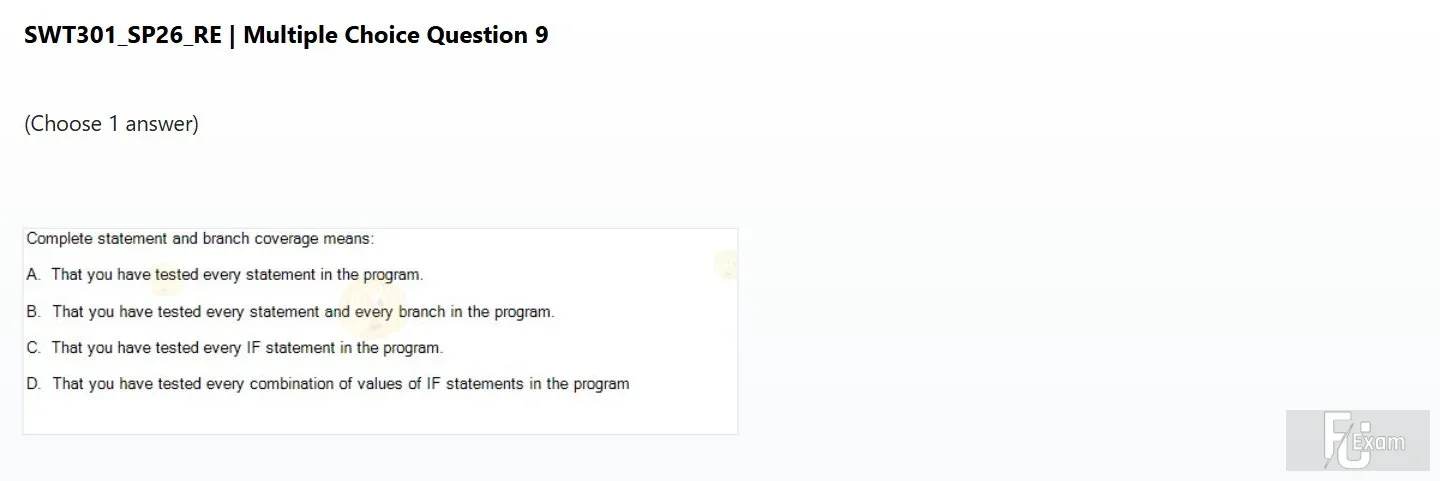 SWT301_SP26_RE | Multiple Choice Question 9
(Choose 1 answer)
Complete statement and branch coverage means:
A. That you have tested every statement in the program.
B. That you have tested every statement and every branch in the program.
C. That you have tested every IF statement in the program.
D. That you have tested every combination of values of IF statements in the program
FU Exam